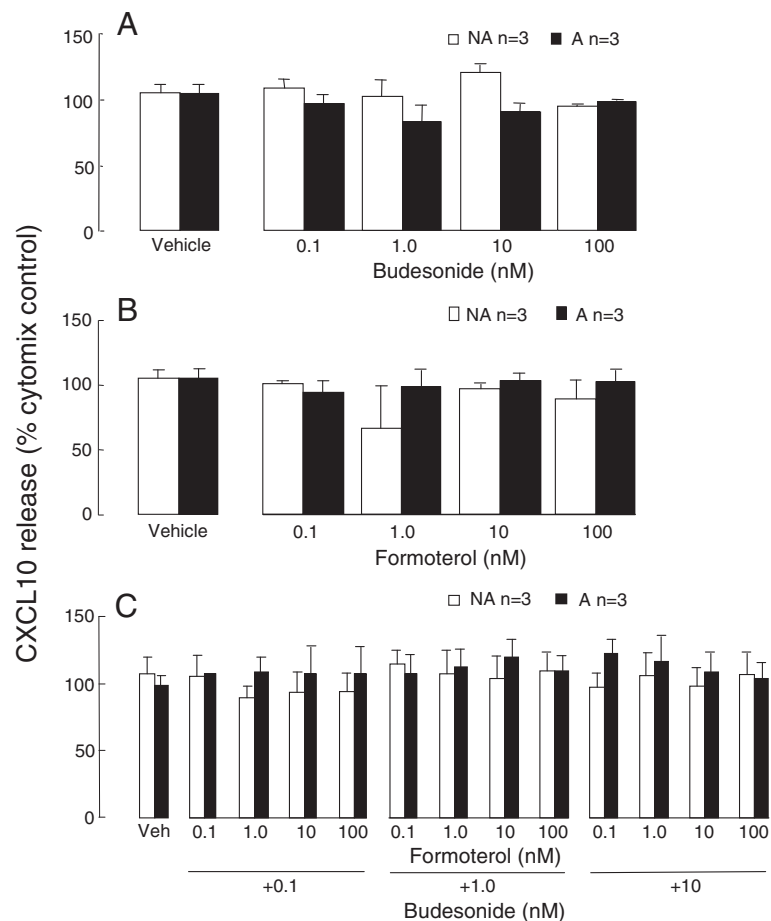 A
NA n=3 A n=3
150
100
50
0
Vehicle 0.1 1.0 10 100
Budesonide (nM)
B
NA n=3 A n=3
150
100
50
0
Vehicle 0.1 1.0 10 100
Formoterol (nM)
C
NA n=3 A n=3
150
100
50
0
Veh 0.1 1.0 10 100 0.1 1.0 10 100 0.1 1.0 10 100
Formoterol (nM)
+0.1 +1.0 +10
Budesonide (nM)
CXCL10 release (% cytomix control)